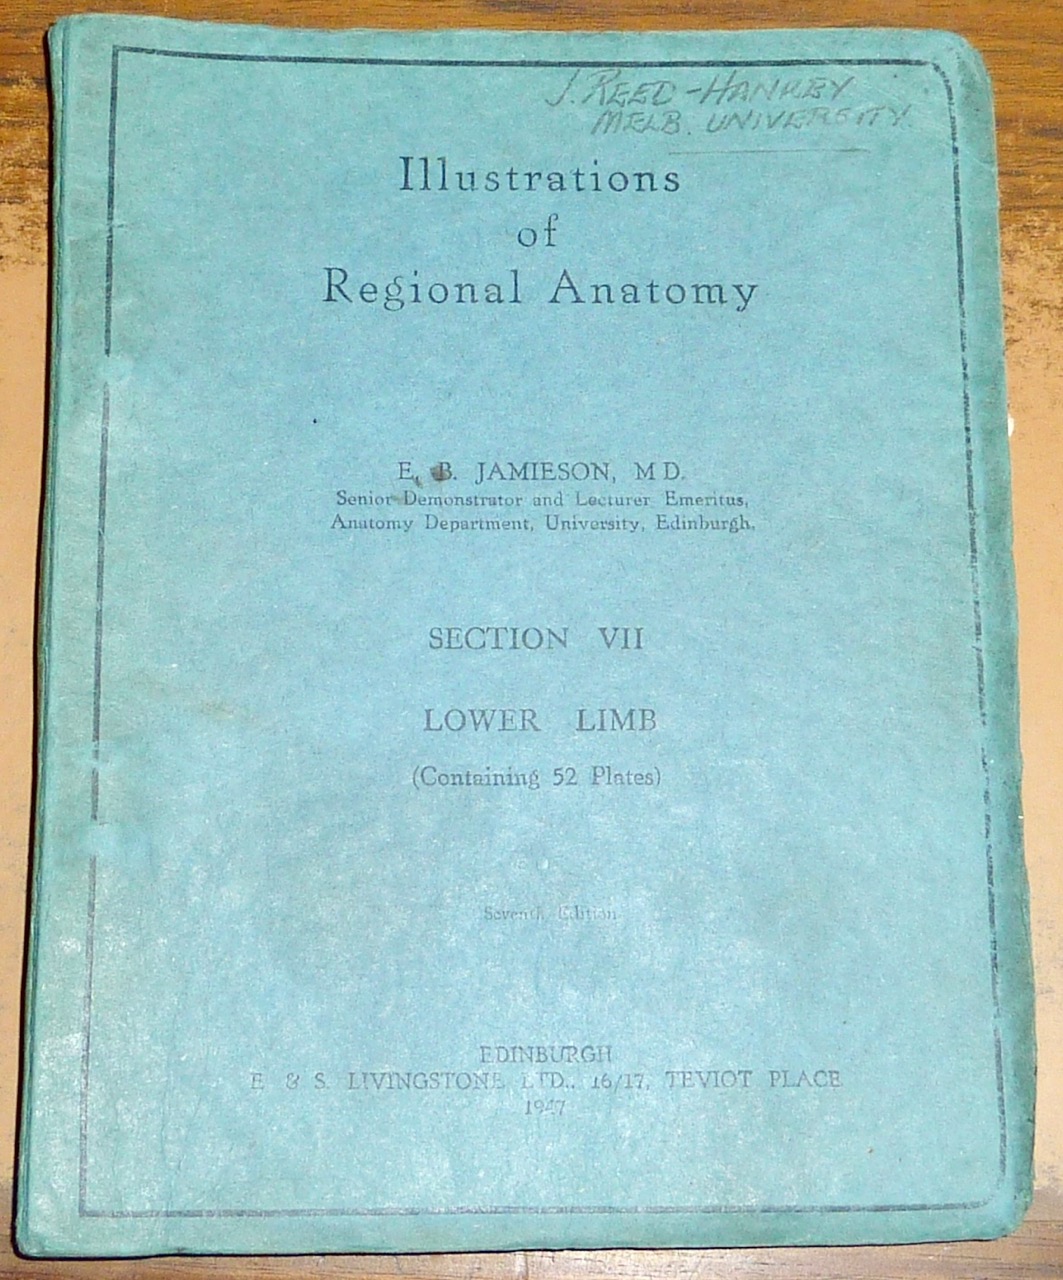 J. REED-HANKBY
MELB. UNIVERSITY.
Illustrations
of
Regional Anatomy
E. B. JAMIESON, M D.
Senior Demonstrator and Lecturer Emeritus,
Anatomy Department, University, Edinburgh.
SECTION VII
LOWER LIMB
(Containing 52 Plates)
Seventh Edition
EDINBURGH
E. & S. LIVINGSTONE LTD., 16/17, TEVIOT PLACE
1947